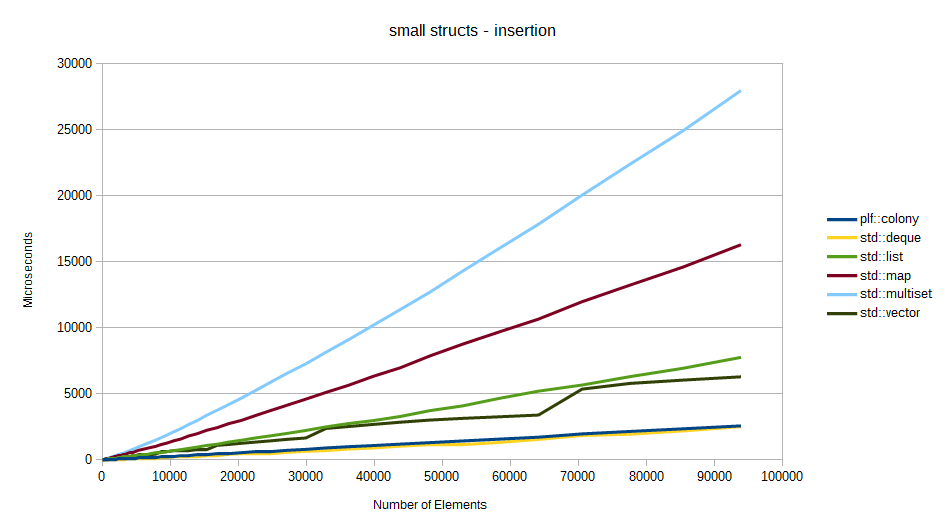 small structs - insertion
30000
25000
20000
15000
10000
5000
0
Microseconds
0 10000 20000 30000 40000 50000 60000 70000 80000 90000 100000
Number of Elements
plf::colony
std::deque
std::list
std::map
std::multiset
std::vector